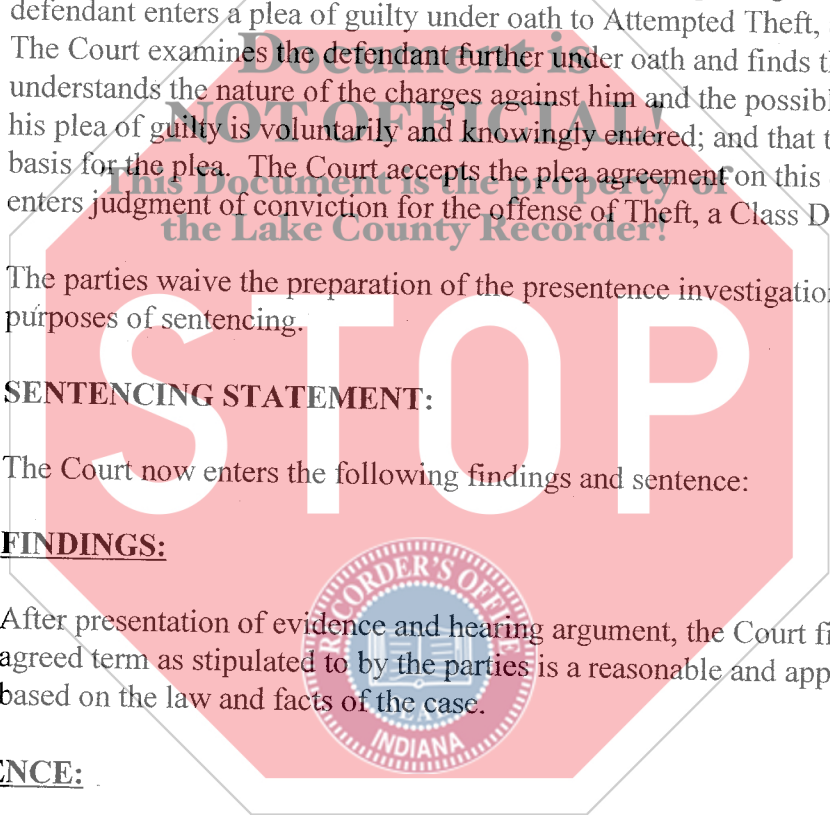 defendant enters a plea of guilty under oath to Attempted Theft,
The Court examines the defendant further under oath and finds
understands the nature of the charges against him and the
his plea of guilty is voluntarily and knowingly entered; and that
basis for the plea. The Court accepts the plea agreement on this
enters judgment of conviction for the offense of Theft, a Class D
Document is
NOT OFFICIAL!
This Document is the property of
the Lake County Recorder!
The parties waive the preparation of the presentence
purposes of sentencing.
STOP
SENTENCING STATEMENT:
The Court now enters the following findings and sentence:
FINDINGS:
RECORDER'S OFFICE
SEAL
INDIANA
After presentation of evidence and hearing argument, the Court
agreed term as stipulated to by the parties is a reasonable and
based on the law and facts of the case.
ENCE: